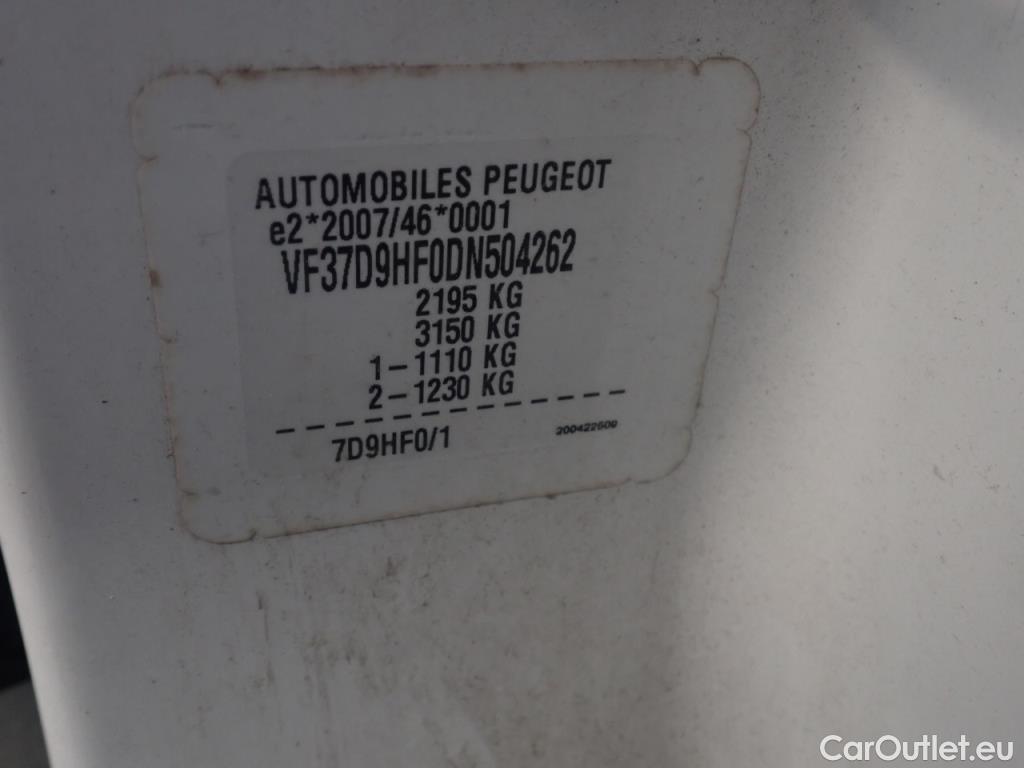 AUTOMOBILES PEUGEOT
e2*2007/46*0001
VF37D9HF0DN504262
2195 KG
3150 KG
1-1110 KG
2-1230 KG
7D9HF0/1
CarOutlet.eu